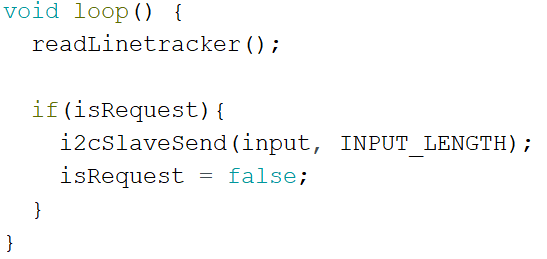 void loop() {
  readLinetracker();

  if(isRequest){
    i2cSlaveSend(input, INPUT_LENGTH);
    isRequest = false;
  }
}